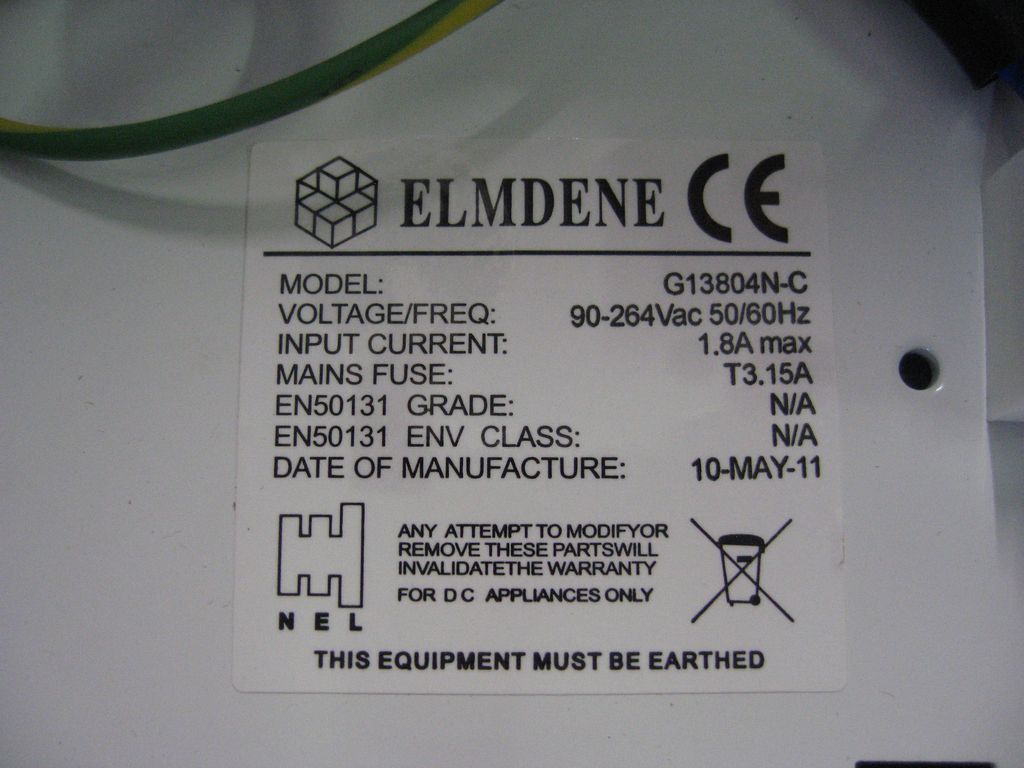 ELMDENE CE
MODEL: G13804N-C
VOLTAGE/FREQ: 90-264Vac 50/60Hz
INPUT CURRENT: 1.8A max
MAINS FUSE: T3.15A
EN50131 GRADE: N/A
EN50131 ENV CLASS: N/A
DATE OF MANUFACTURE: 10-MAY-11
ANY ATTEMPT TO MODIFYOR
REMOVE THESE PARTSWILL
INVALIDATETHE WARRANTY
FOR D C APPLIANCES ONLY
N E L
THIS EQUIPMENT MUST BE EARTHED